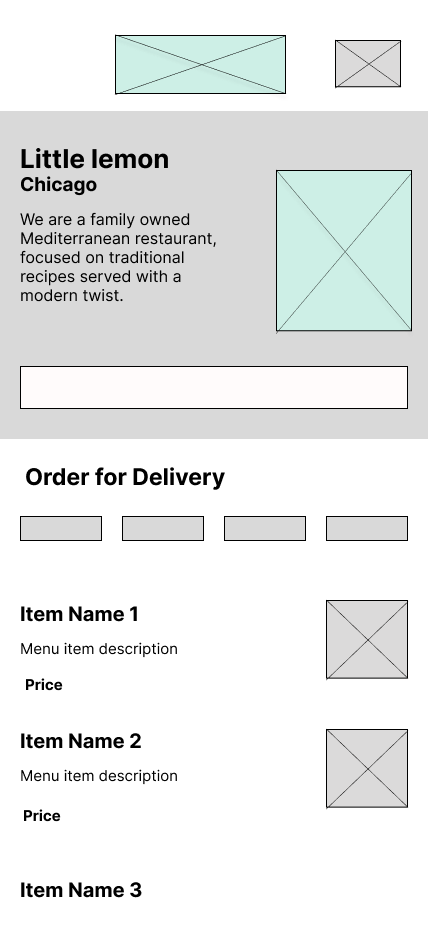 Little lemon
Chicago
We are a family owned
Mediterranean restaurant,
focused on traditional
recipes served with a
modern twist.
Order for Delivery
Item Name 1
Menu item description
Price
Item Name 2
Menu item description
Price
Item Name 3